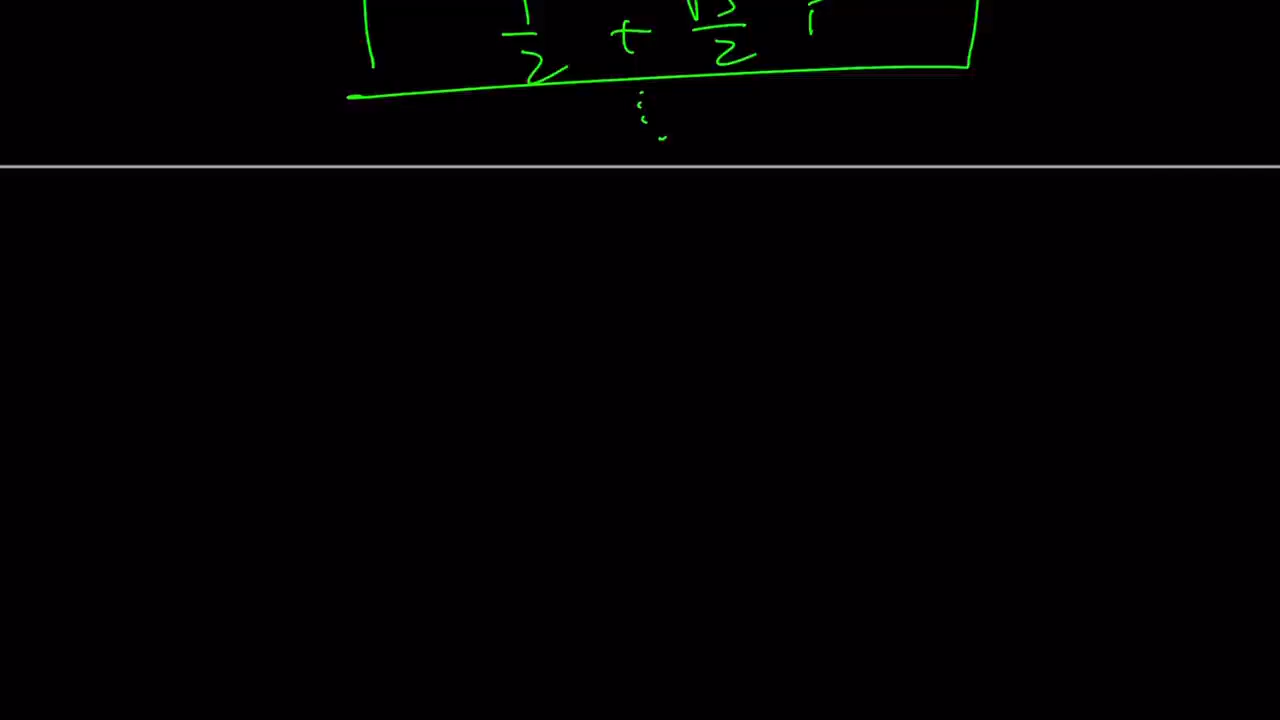 1/2 + √3/2 i